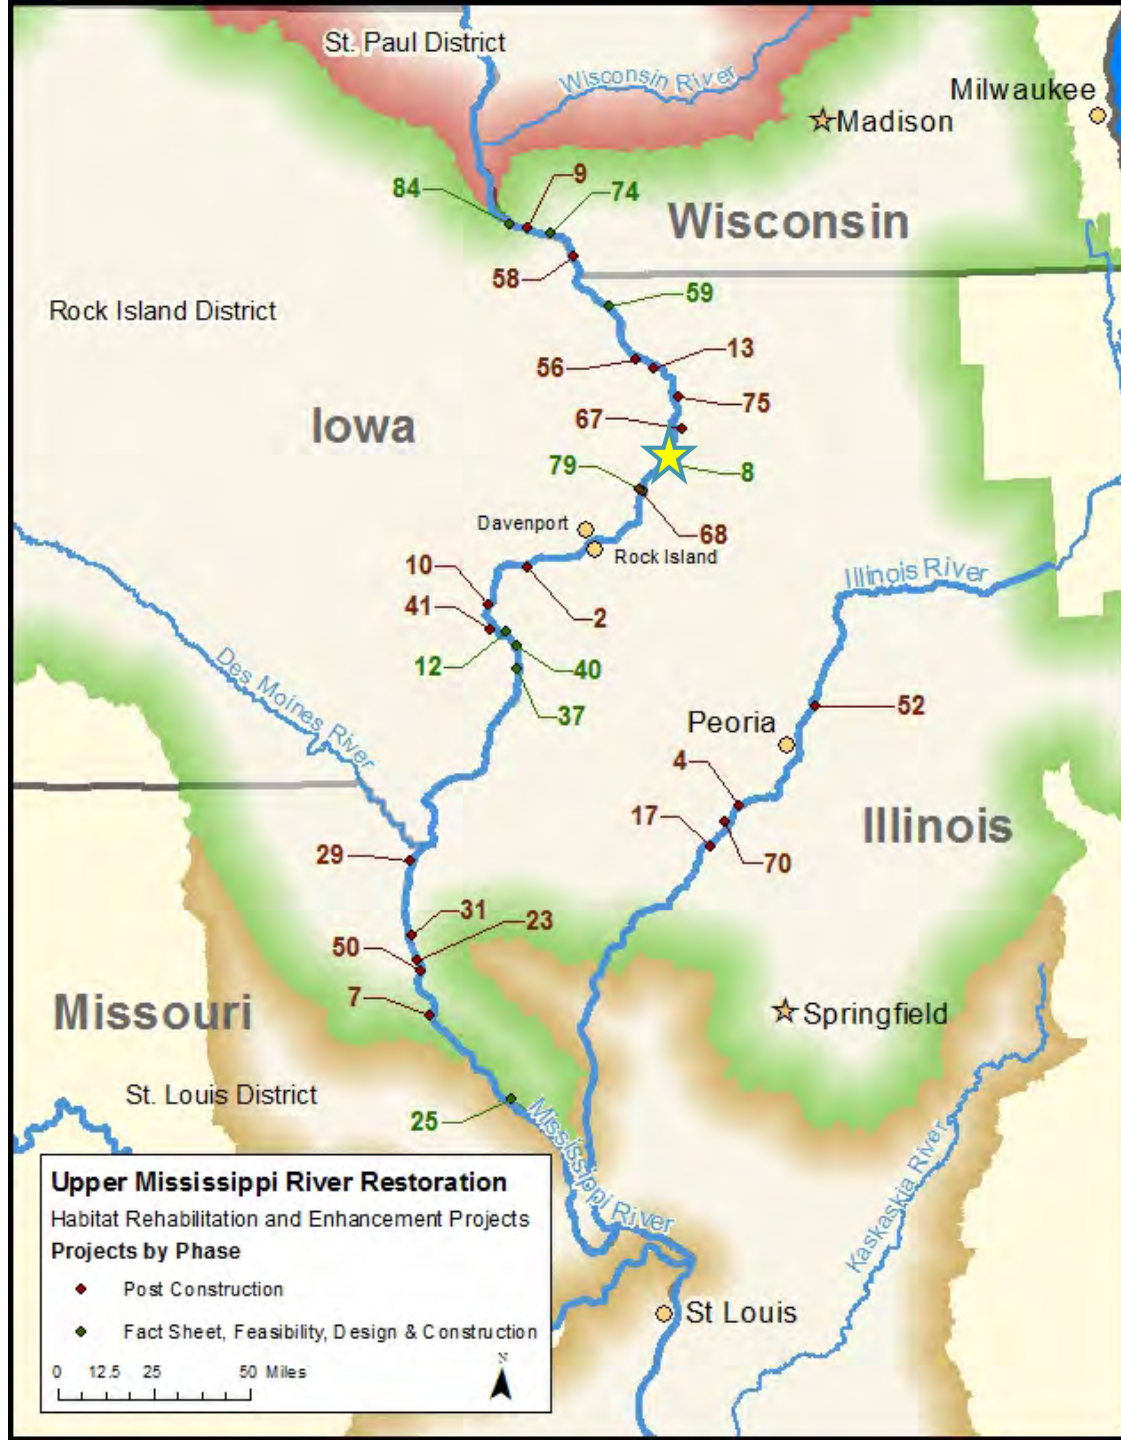 St. Paul District
Wisconsin River
Milwaukee
Madison
9
84
74
Wisconsin
58
59
Rock Island District
13
56
75
Iowa
67
79
8
Davenport
68
Rock Island
10
Illinois River
41
2
12
40
Des Moines River
37
52
Peoria
4
17
Illinois
29
70
31
23
50
7
Missouri
Springfield
St. Louis District
25
Mississippi River
Kaskaskia River
Upper Mississippi River Restoration
Habitat Rehabilitation and Enhancement Projects
Projects by Phase
Post Construction
Fact Sheet, Feasibility, Design & Construction
St Louis
0 12.5 25 50 Miles
N